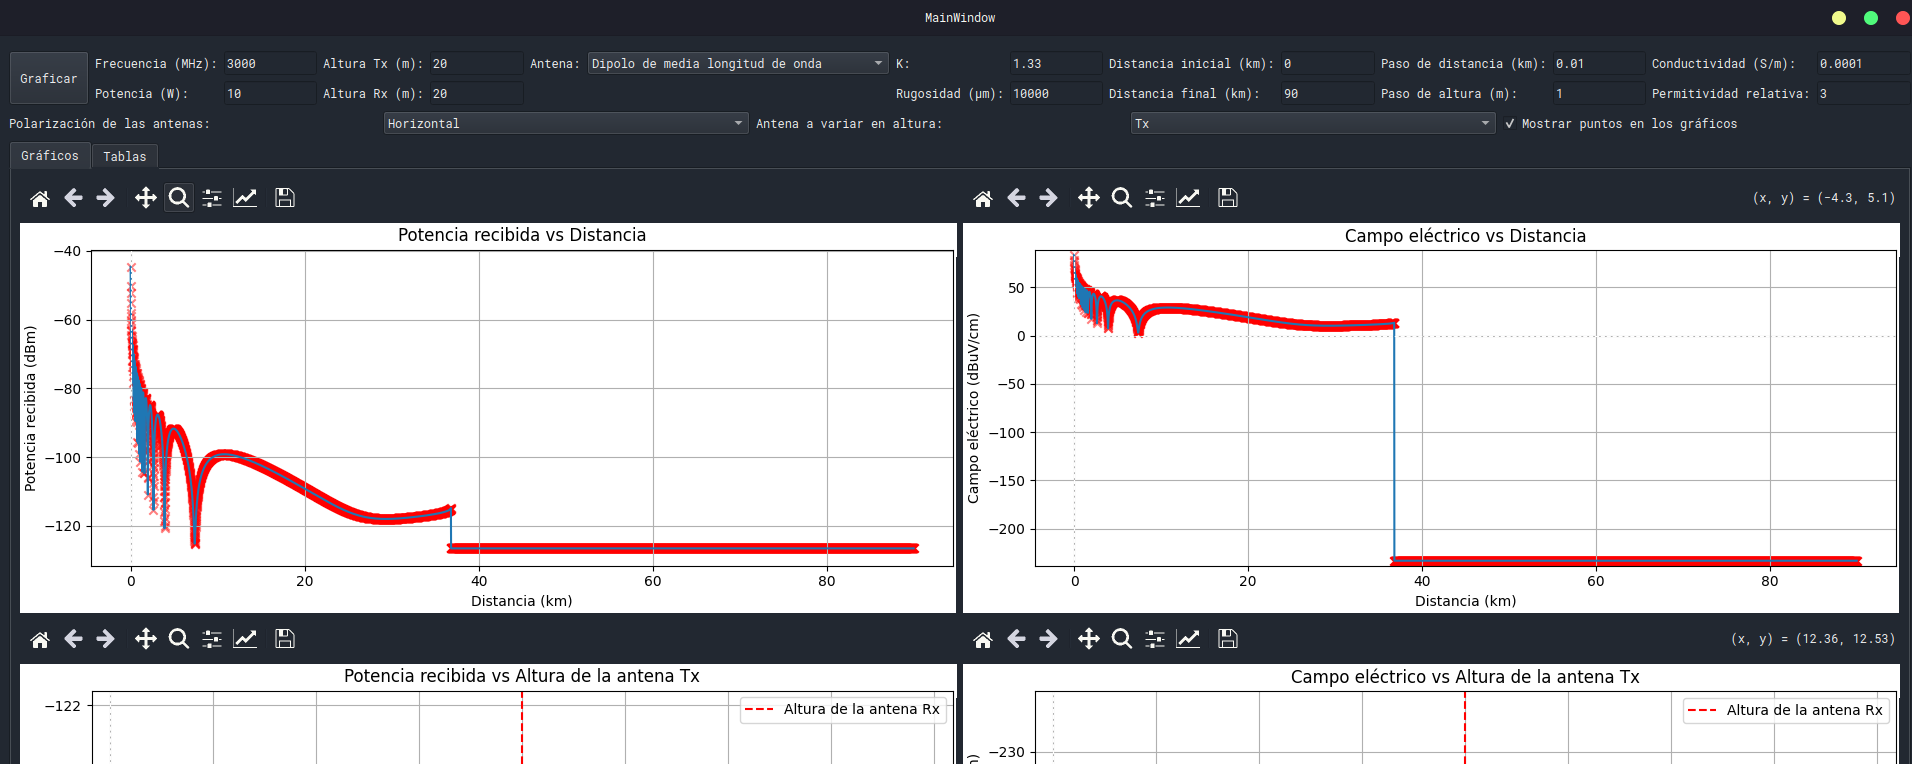 MainWindow
Graficar
Frecuencia (MHz): 3000 Altura Tx (m): 20 Antena: Dipolo de media longitud de onda K: 1.33 Distancia inicial (km): 0 Paso de distancia (km): 0.01 Conductividad (S/m): 0.0001
Potencia (W): 10 Altura Rx (m): 20 Rugosidad (μm): 10000 Distancia final (km): 90 Paso de altura (m): 1 Permitividad relativa: 3
Polarización de las antenas: Horizontal Antena a variar en altura: Tx ✓ Mostrar puntos en los gráficos
Gráficos Tablas
(x, y) = (-4.3, 5.1)
Potencia recibida vs Distancia
Potencia recibida (dBm)
−40
−60
−80
−100
−120
0 20 40 60 80
Distancia (km)
Campo eléctrico vs Distancia
Campo eléctrico (dBuV/cm)
50
0
−50
−100
−150
−200
0 20 40 60 80
Distancia (km)
(x, y) = (12.36, 12.53)
Potencia recibida vs Altura de la antena Tx
−122
Altura de la antena Rx
Campo eléctrico vs Altura de la antena Tx
−230
Altura de la antena Rx